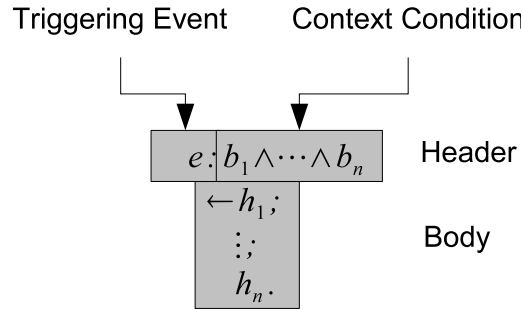 Triggering Event Context Condition
e: b₁ ∧ ⋯ ∧ bₙ Header
← h₁;
⋮; Body
hₙ.